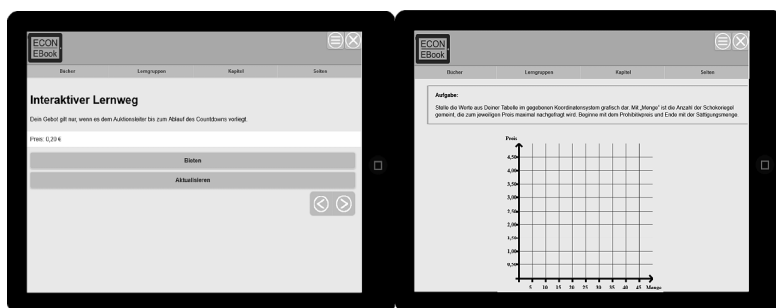 ECON
EBook
Bücher Lerngruppen Kapitel Seiten
Interaktiver Lernweg
Dein Gebot gilt nur, wenn es dem Auktionsleiter bis zum Ablauf des Countdowns vorliegt.
Preis: 0,20 €
Bieten
Aktualisieren
ECON
EBook
Bücher Lerngruppen Kapitel Seiten
Aufgabe:
Stelle die Werte aus Deiner Tabelle im gegebenen Koordinatensystem grafisch dar. Mit „Menge" ist die Anzahl der Schokoriegel
gemeint, die zum jeweiligen Preis maximal nachgefragt wird. Beginne mit dem Prohibitivpreis und Ende mit der Sättigungsmenge.
Preis
4,50
4,00
3,50
3,00
2,50
2,00
1,50
1,00
0,50
5 10 15 20 25 30 35 40 45 Menge